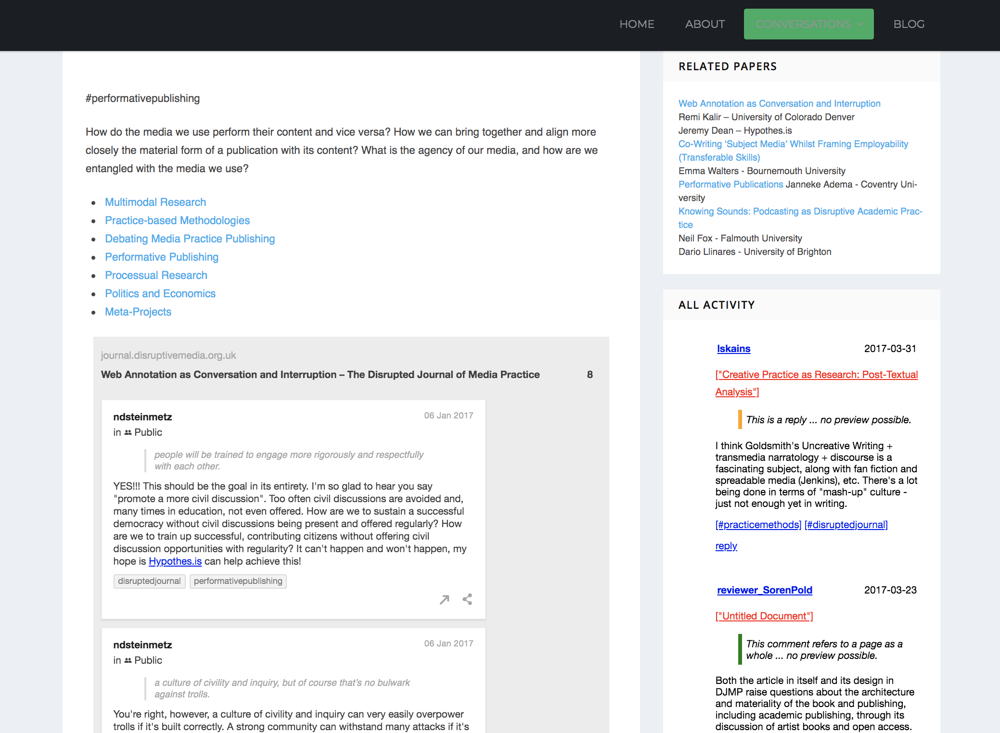 HOME ABOUT CONVERSATIONS BLOG
#performativepublishing
How do the media we use perform their content and vice versa? How we can bring together and align more
closely the material form of a publication with its content? What is the agency of our media, and how are we
entangled with the media we use?
Multimodal Research
Practice-based Methodologies
Debating Media Practice Publishing
Performative Publishing
Processual Research
Politics and Economics
Meta-Projects
journal.disruptivemedia.org.uk
Web Annotation as Conversation and Interruption – The Disrupted Journal of Media Practice 8
ndsteinmetz 06 Jan 2017
in Public
people will be trained to engage more rigorously and respectfully
with each other.
YES!!! This should be the goal in its entirety. I'm so glad to hear you say
"promote a more civil discussion". Too often civil discussions are avoided and,
many times in education, not even offered. How are we to sustain a successful
democracy without civil discussions being present and offered regularly? How
are we to train up successful, contributing citizens without offering civil
discussion opportunities with regularity? It can't happen and won't happen, my
hope is Hypothes.is can help achieve this!
disruptedjournal performativepublishing
ndsteinmetz 06 Jan 2017
in Public
a culture of civility and inquiry, but of course that's no bulwark
against trolls.
You're right, however, a culture of civility and inquiry can very easily overpower
trolls if it's built correctly. A strong community can withstand many attacks if it's
RELATED PAPERS
Web Annotation as Conversation and Interruption
Remi Kalir – University of Colorado Denver
Jeremy Dean – Hypothes.is
Co-Writing ‘Subject Media’ Whilst Framing Employability
(Transferable Skills)
Emma Walters - Bournemouth University
Performative Publications Janneke Adema - Coventry Uni-
versity
Knowing Sounds: Podcasting as Disruptive Academic Prac-
tice
Neil Fox - Falmouth University
Dario Llinares - University of Brighton
ALL ACTIVITY
lskains 2017-03-31
["Creative Practice as Research: Post-Textual
Analysis"]
This is a reply ... no preview possible.
I think Goldsmith's Uncreative Writing +
transmedia narratology + discourse is a
fascinating subject, along with fan fiction and
spreadable media (Jenkins), etc. There's a lot
being done in terms of "mash-up" culture -
just not enough yet in writing.
[#practicemethods] [#disruptedjournal]
reply
reviewer_SorenPold 2017-03-23
["Untitled Document"]
This comment refers to a page as a
whole ... no preview possible.
Both the article in itself and its design in
DJMP raise questions about the architecture
and materiality of the book and publishing,
including academic publishing, through its
discussion of artist books and open access.